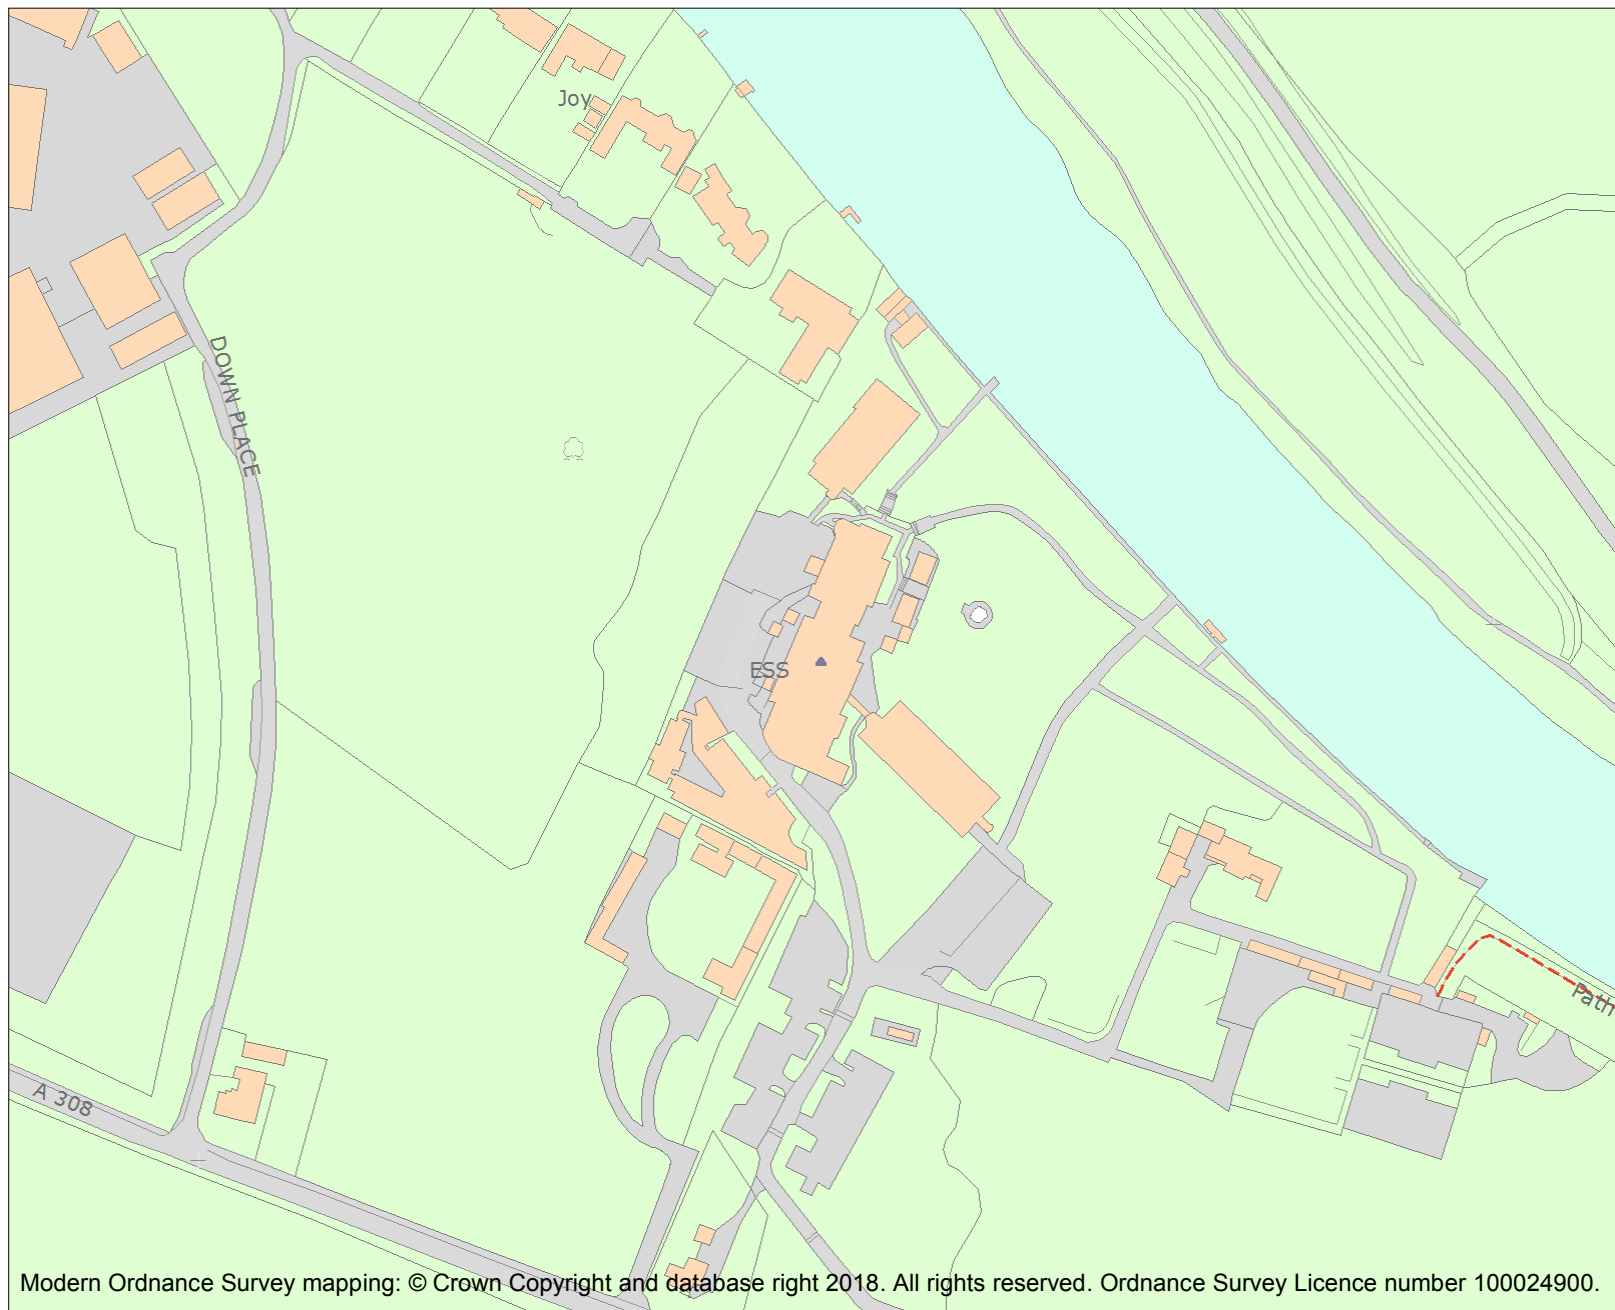 Joy
DOWN PLACE
ESS
Path
A 308
Modern Ordnance Survey mapping: © Crown Copyright and database right 2018. All rights reserved. Ordnance Survey Licence number 100024900.